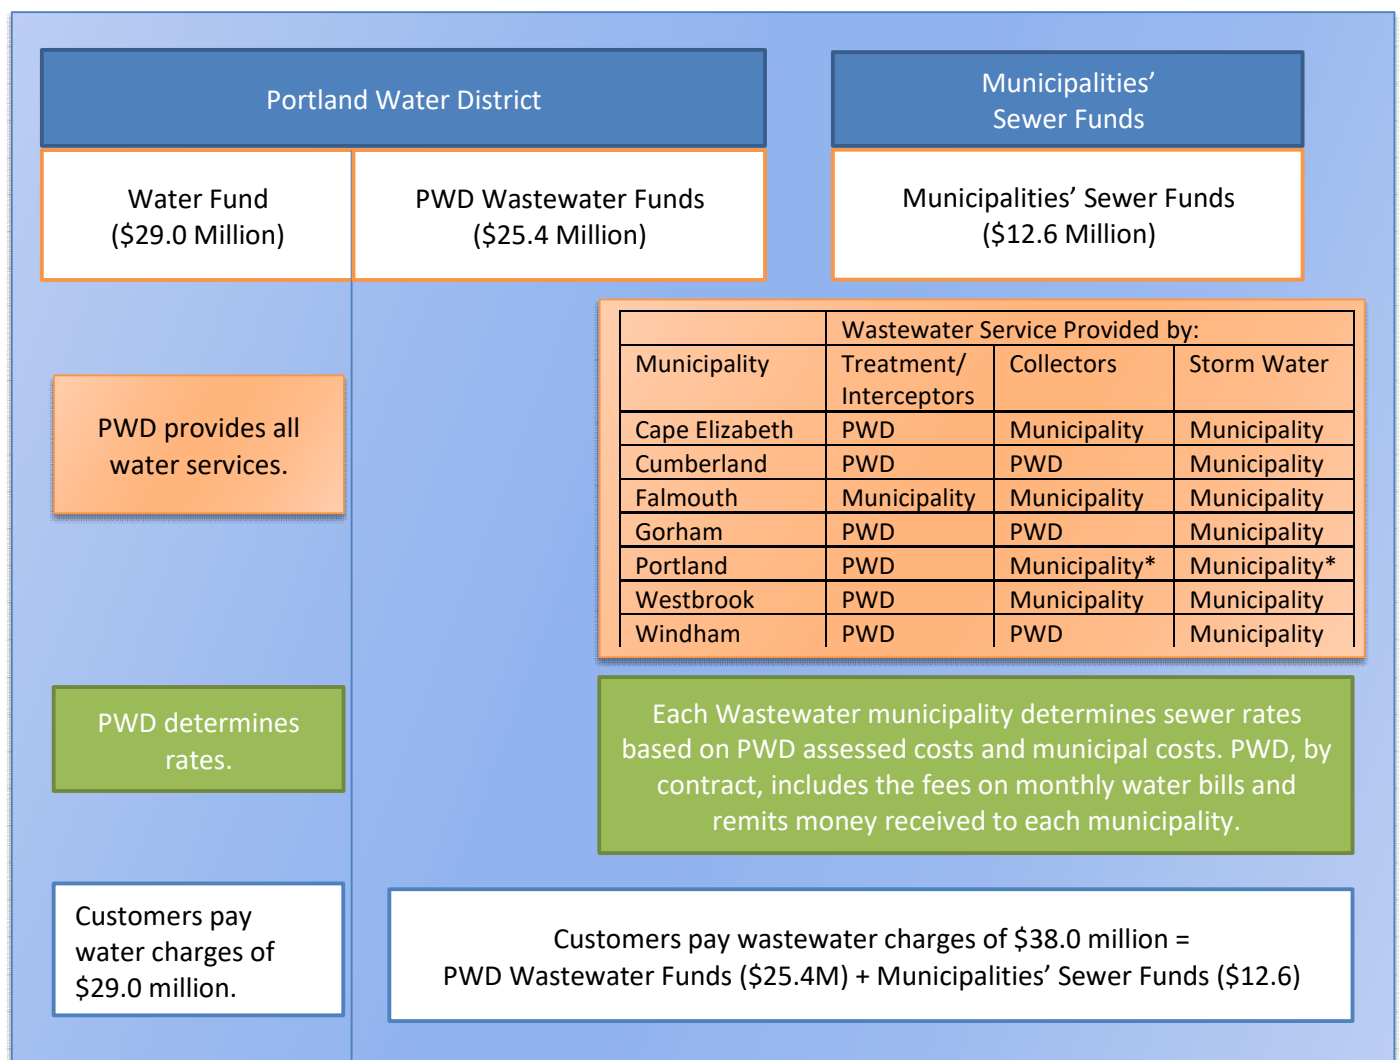 Portland Water District
Municipalities’
Sewer Funds
Water Fund
($29.0 Million)
PWD Wastewater Funds
($25.4 Million)
Municipalities’ Sewer Funds
($12.6 Million)
PWD provides all
water services.
Wastewater Service Provided by:
Municipality Treatment/ Collectors Storm Water
Interceptors
Cape Elizabeth PWD Municipality Municipality
Cumberland PWD PWD Municipality
Falmouth Municipality Municipality Municipality
Gorham PWD PWD Municipality
Portland PWD Municipality* Municipality*
Westbrook PWD Municipality Municipality
Windham PWD PWD Municipality
PWD determines
rates.
Each Wastewater municipality determines sewer rates
based on PWD assessed costs and municipal costs. PWD, by
contract, includes the fees on monthly water bills and
remits money received to each municipality.
Customers pay
water charges of
$29.0 million.
Customers pay wastewater charges of $38.0 million =
PWD Wastewater Funds ($25.4M) + Municipalities’ Sewer Funds ($12.6)